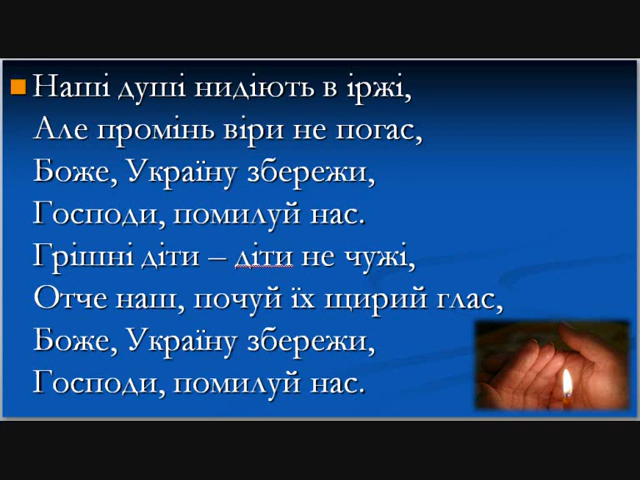 Наші душі нидіють в іржі,
Але промінь віри не погас,
Боже, Україну збережи,
Господи, помилуй нас.
Грішні діти – діти не чужі,
Отче наш, почуй їх щирий глас,
Боже, Україну збережи,
Господи, помилуй нас.